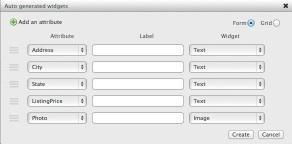 Auto generated widgets
Add an attribute Form Grid
Attribute Label Widget
Address Text
City Text
State Text
ListingPrice Text
Photo Image
Create Cancel